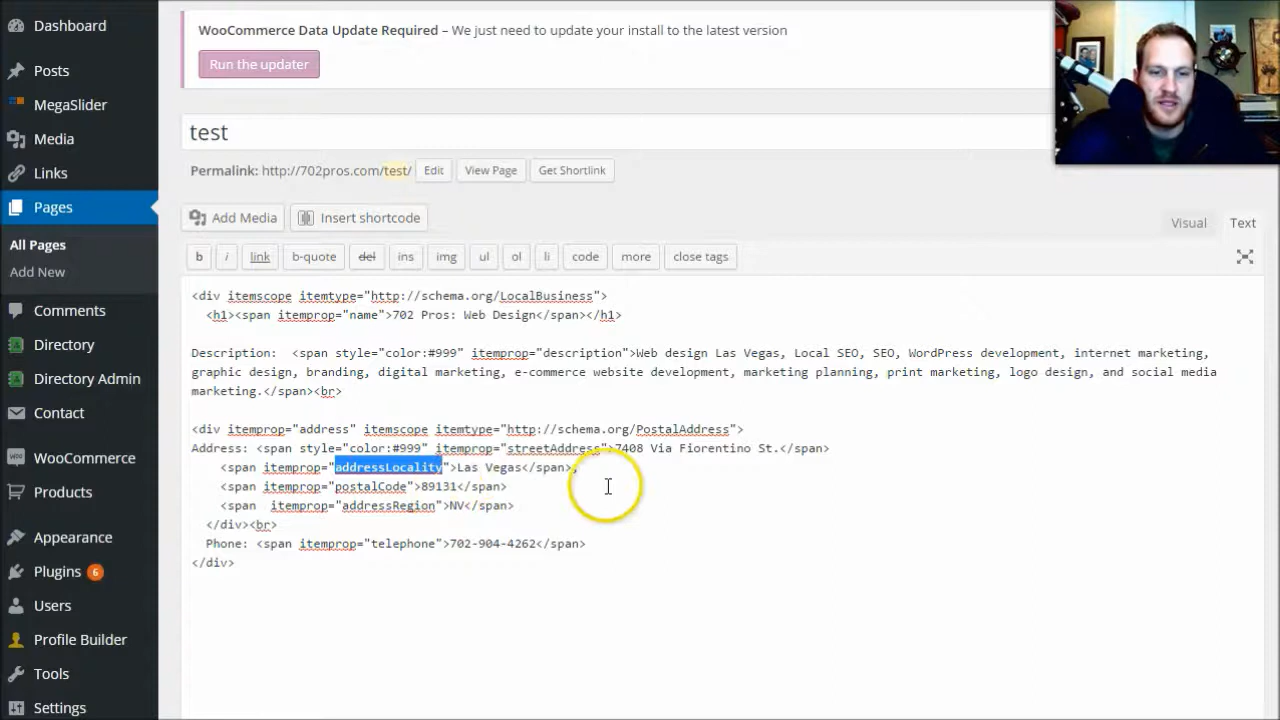 Dashboard
Posts
MegaSlider
Media
Links
Pages
All Pages
Add New
Comments
Directory
Directory Admin
Contact
WooCommerce
Products
Appearance
Plugins 6
Users
Profile Builder
Tools
Settings
WooCommerce Data Update Required – We just need to update your install to the latest version
Run the updater
test
Permalink: http://702pros.com/test/ Edit View Page Get Shortlink
Add Media Insert shortcode
Visual Text
b i link b-quote del ins img ul ol li code more close tags
<div itemscope itemtype="http://schema.org/LocalBusiness">
<h1><span itemprop="name">702 Pros: Web Design</span></h1>
Description: <span style="color:#999" itemprop="description">Web design Las Vegas, Local SEO, SEO, WordPress development, internet marketing,
graphic design, branding, digital marketing, e-commerce website development, marketing planning, print marketing, logo design, and social media
marketing.</span><br>
<div itemprop="address" itemscope itemtype="http://schema.org/PostalAddress">
Address: <span style="color:#999" itemprop="streetAddress">7408 Via Fiorentino St.</span>
<span itemprop="addressLocality">Las Vegas</span>,
<span itemprop="postalCode">89131</span>
<span itemprop="addressRegion">NV</span>
</div><br>
Phone: <span itemprop="telephone">702-904-4262</span>
</div>